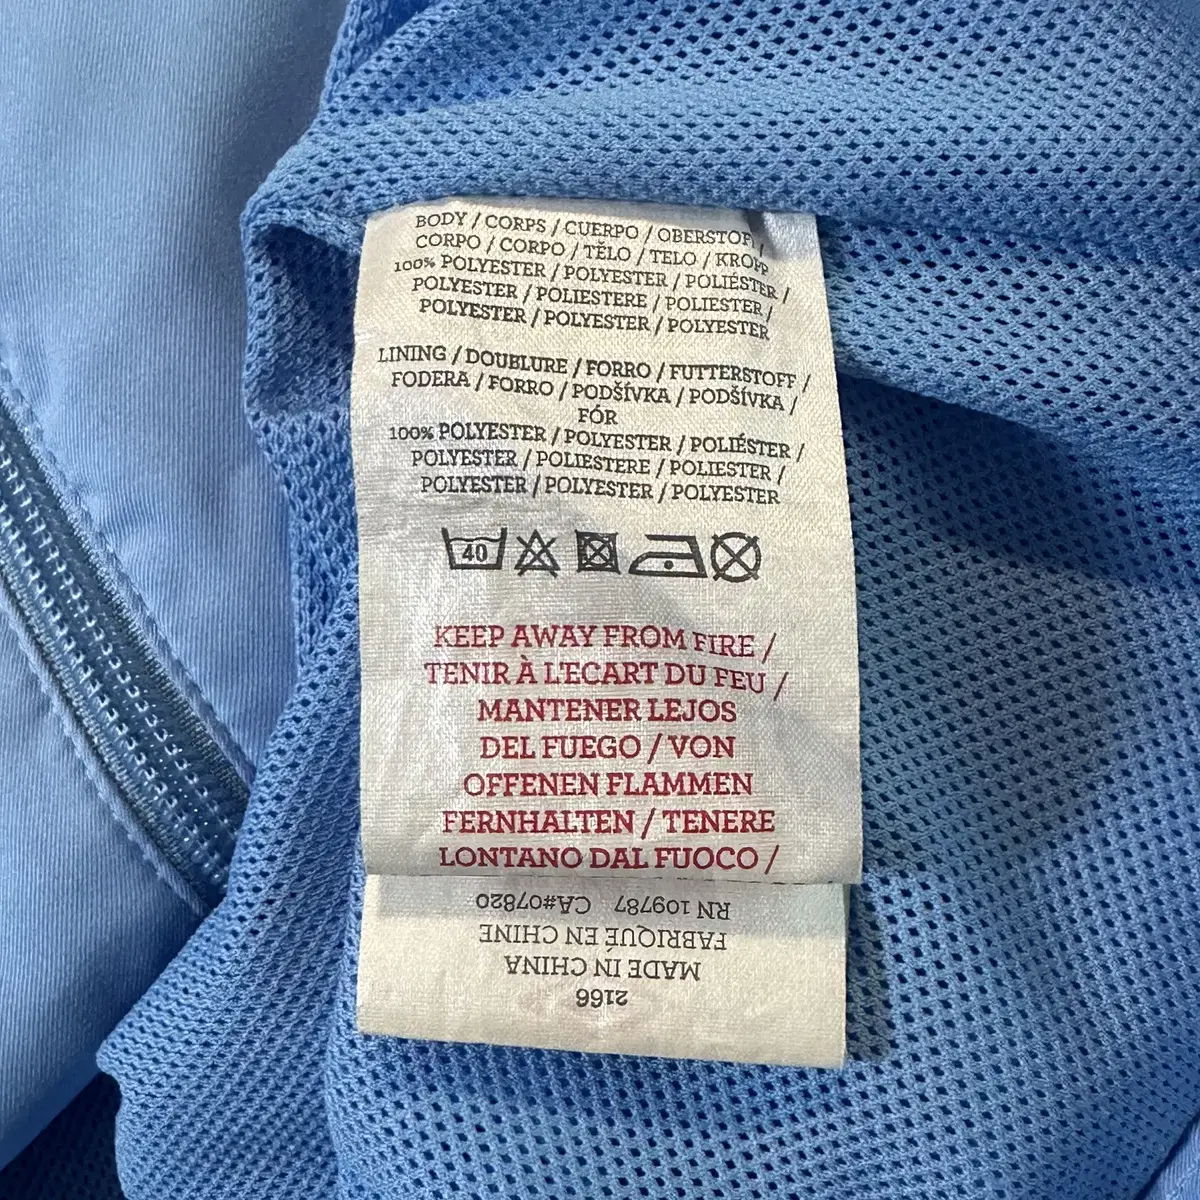 BODY / CORPS / CUERPO / OBERSTOFF /
CORPO / CORPO / TĚLO / TELO / KROPP
100% POLYESTER / POLYESTER / POLIÉSTER /
POLYESTER / POLIESTERE / POLIESTER /
POLYESTER / POLYESTER / POLYESTER
LINING / DOUBLURE / FORRO / FUTTERSTOFF /
FODERA / FORRO / PODŠÍVKA / PODŠÍVKA /
FÓR
100% POLYESTER / POLYESTER / POLIÉSTER /
POLYESTER / POLIESTERE / POLIESTER /
POLYESTER / POLYESTER / POLYESTER
40
KEEP AWAY FROM FIRE /
TENIR À L'ECART DU FEU /
MANTENER LEJOS
DEL FUEGO / VON
OFFENEN FLAMMEN
FERNHALTEN / TENERE
LONTANO DAL FUOCO /
2166
MADE IN CHINA
FABRIQUÉ EN CHINE
RN 109787 CA#07820